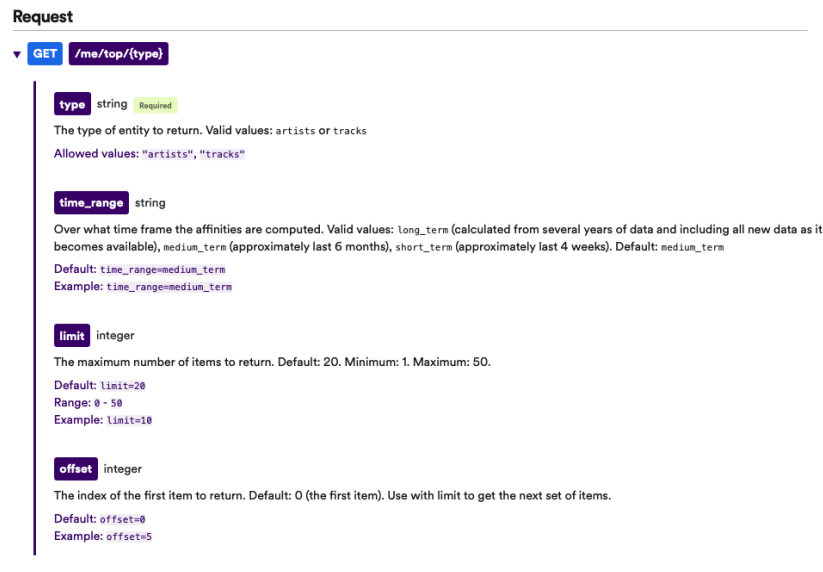 Request
GET /me/top/{type}
type string Required
The type of entity to return. Valid values: artists or tracks
Allowed values: "artists", "tracks"
time_range string
Over what time frame the affinities are computed. Valid values: long_term (calculated from several years of data and including all new data as it
becomes available), medium_term (approximately last 6 months), short_term (approximately last 4 weeks). Default: medium_term
Default: time_range=medium_term
Example: time_range=medium_term
limit integer
The maximum number of items to return. Default: 20. Minimum: 1. Maximum: 50.
Default: limit=20
Range: 0 - 50
Example: limit=10
offset integer
The index of the first item to return. Default: 0 (the first item). Use with limit to get the next set of items.
Default: offset=0
Example: offset=5